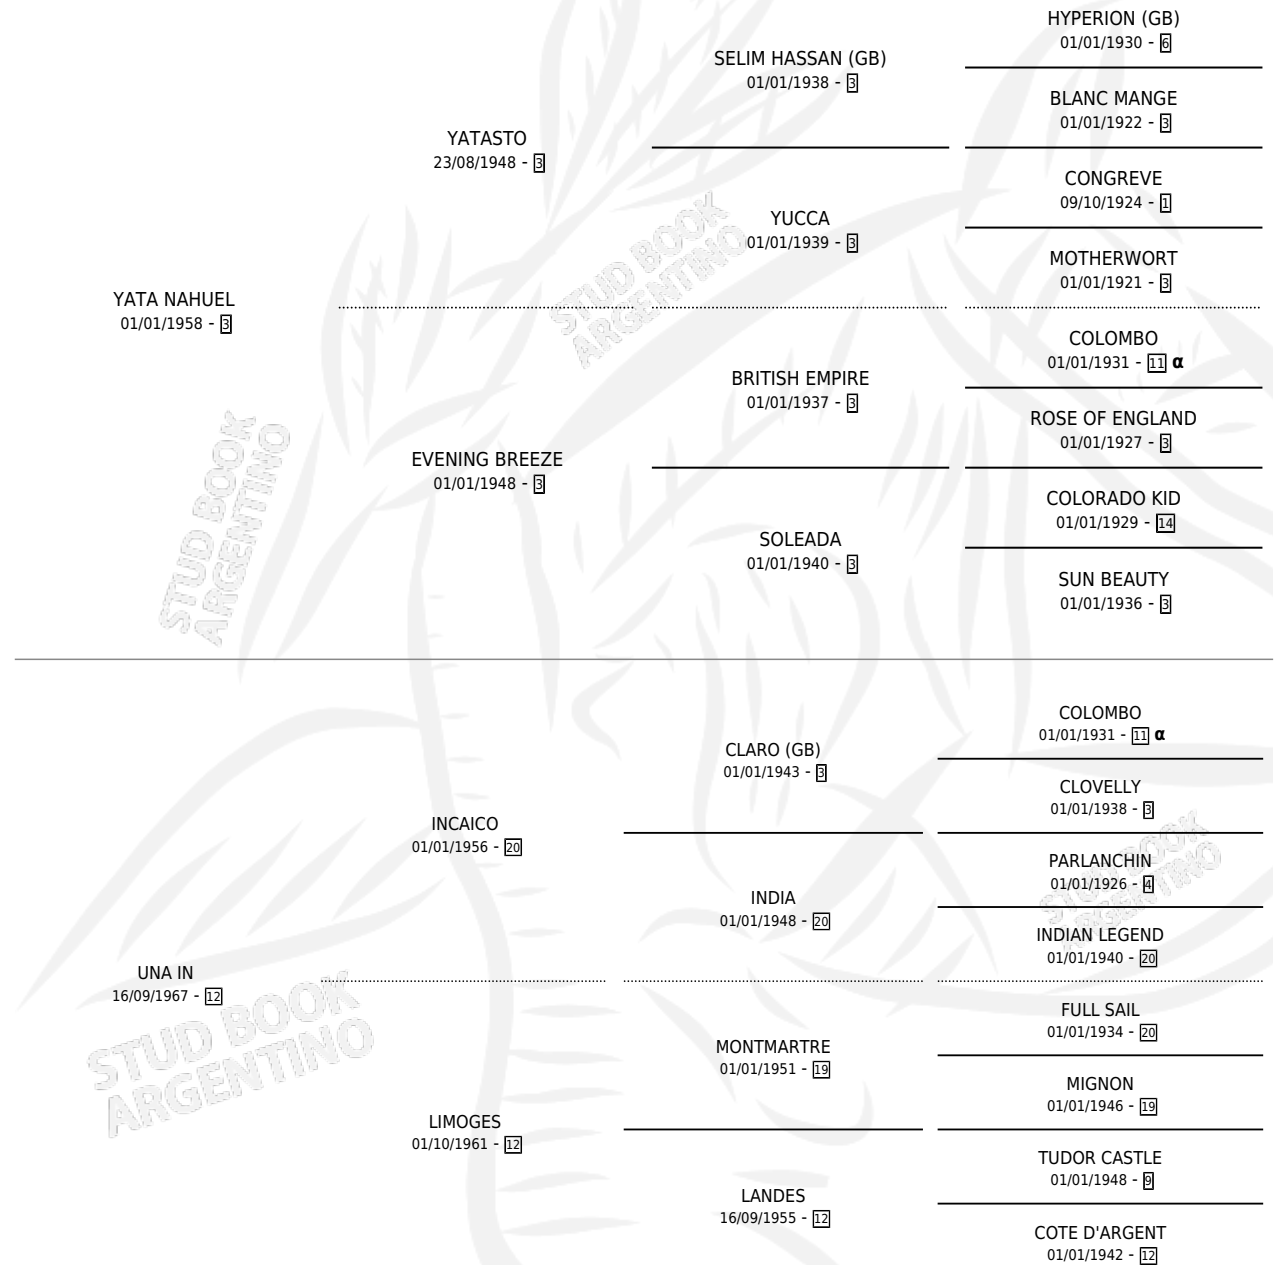 HYPERION (GB)
01/01/1930 - 6
SELIM HASSAN (GB)
01/01/1938 - 3
BLANC MANGE
01/01/1922 - 3
YATASTO
23/08/1948 - 3
CONGREVE
09/10/1924 - 1
YUCCA
01/01/1939 - 3
MOTHERWORT
01/01/1921 - 3
YATA NAHUEL
01/01/1958 - 3
COLOMBO
01/01/1931 - 11 α
BRITISH EMPIRE
01/01/1937 - 3
ROSE OF ENGLAND
01/01/1927 - 3
EVENING BREEZE
01/01/1948 - 3
COLORADO KID
01/01/1929 - 14
SOLEADA
01/01/1940 - 3
SUN BEAUTY
01/01/1936 - 3
COLOMBO
01/01/1931 - 11 α
CLARO (GB)
01/01/1943 - 3
CLOVELLY
01/01/1938 - 3
INCAICO
01/01/1956 - 20
PARLANCHIN
01/01/1926 - 4
INDIA
01/01/1948 - 20
INDIAN LEGEND
01/01/1940 - 20
UNA IN
16/09/1967 - 12
FULL SAIL
01/01/1934 - 20
MONTMARTRE
01/01/1951 - 19
MIGNON
01/01/1946 - 19
LIMOGES
01/10/1961 - 12
TUDOR CASTLE
01/01/1948 - 9
LANDES
16/09/1955 - 12
COTE D'ARGENT
01/01/1942 - 12
STUD BOOK
ARGENTINO
STUD BOOK
ARGENTINO
STUD BOOK
ARGENTINO
STUD BOOK
ARGENTINO